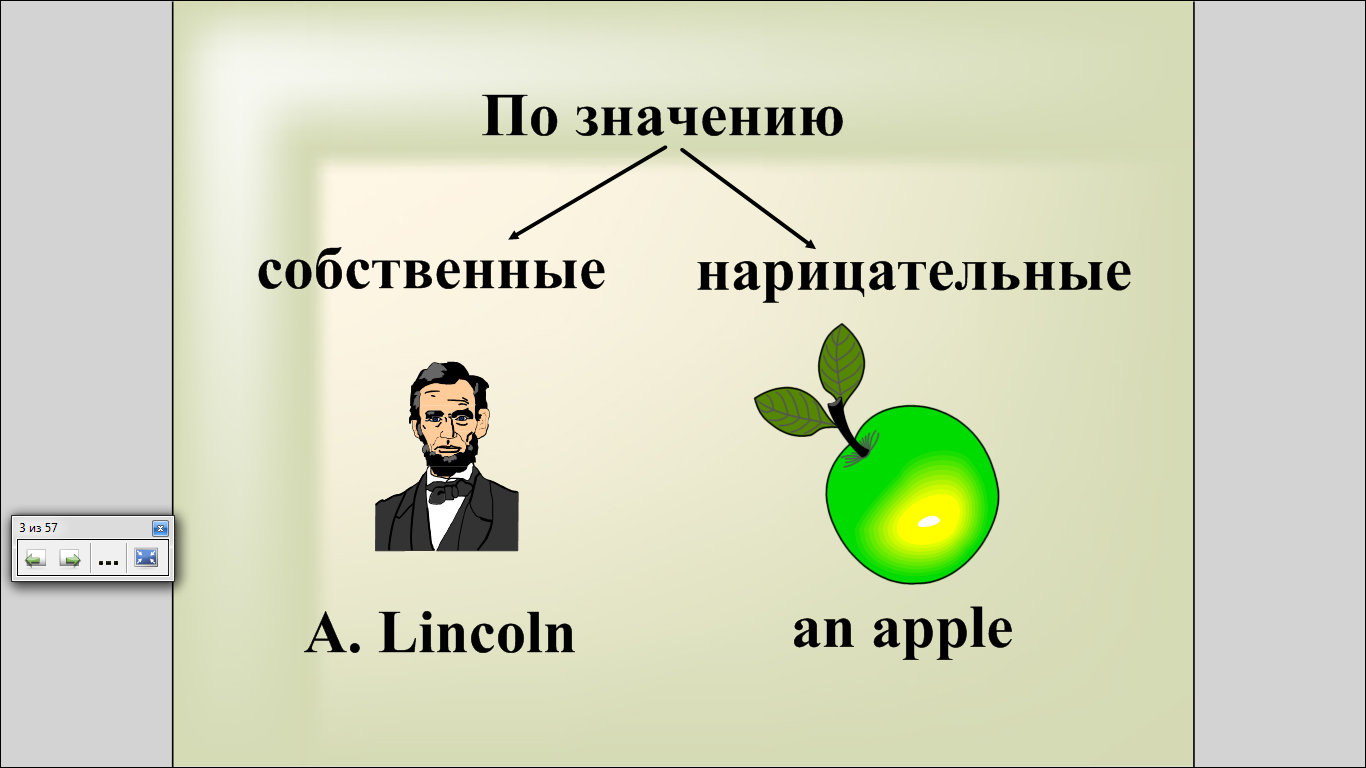 По значению
собственные
нарицательные
3 из 57
...
A. Lincoln
an apple